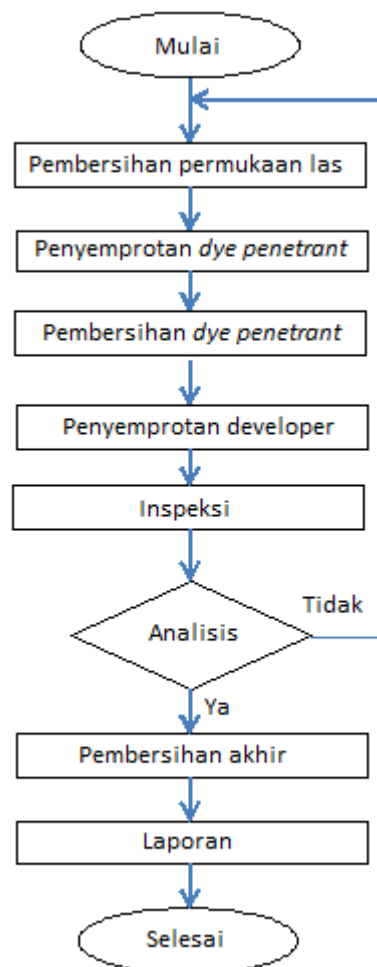 Mulai
Pembersihan permukaan las
Penyemprotan dye penetrant
Pembersihan dye penetrant
Penyemprotan developer
Inspeksi
Tidak
Analisis
Ya
Pembersihan akhir
Laporan
Selesai